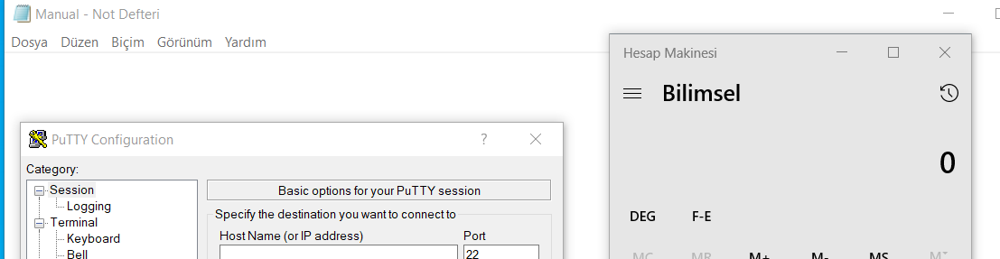 Manual - Not Defteri
Dosya Düzen Biçim Görünüm Yardım
PuTTY Configuration ?
Category:
Session
Logging
Terminal
Keyboard
Bell
Basic options for your PuTTY session
Specify the destination you want to connect to
Host Name (or IP address) Port
22
Hesap Makinesi
Bilimsel
0
DEG F-E
MC MR M+ M- MS M